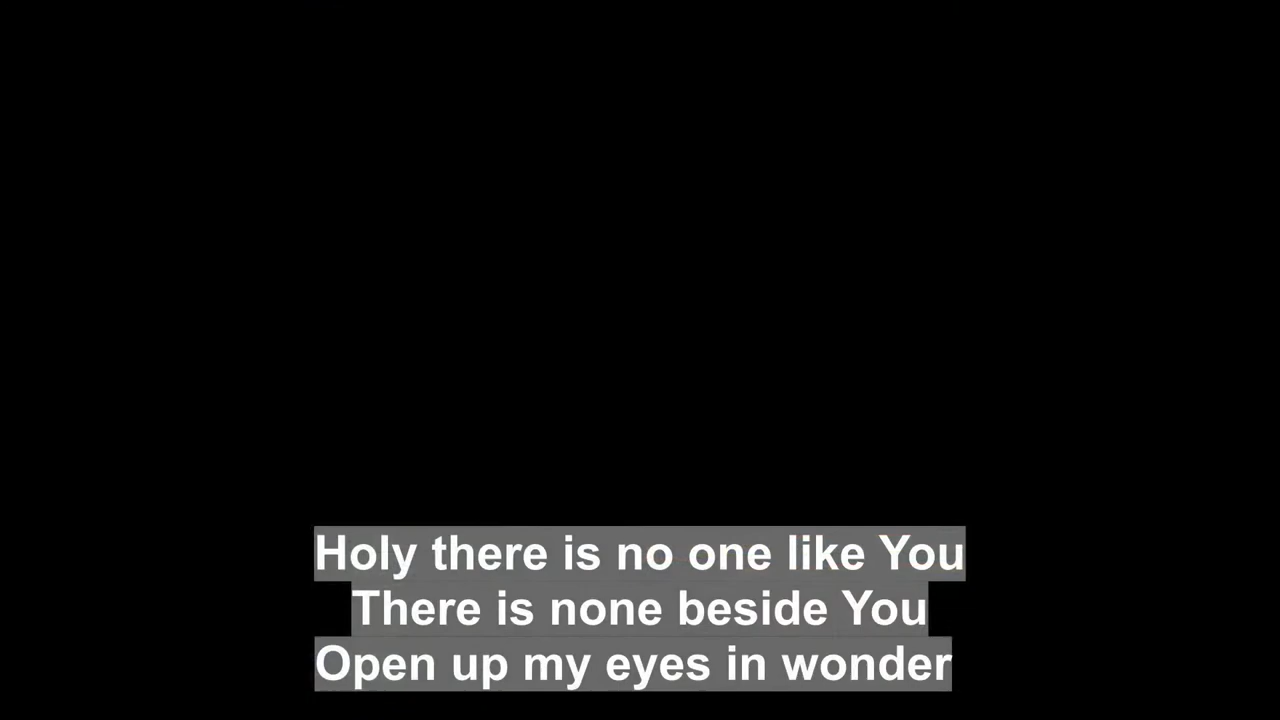 Holy there is no one like You
There is none beside You
Open up my eyes in wonder